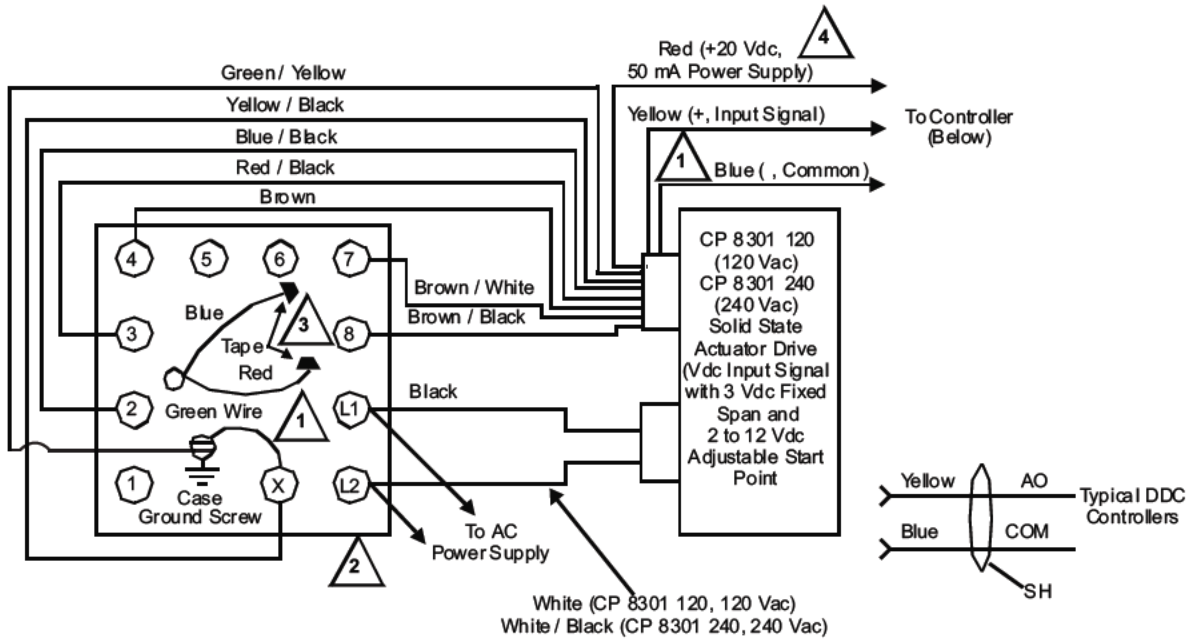 Red (+20 Vdc,
50 mA Power Supply)
4
Green / Yellow
Yellow / Black
Yellow (+, Input Signal)
To Controller
(Below)
Blue / Black
1
Blue ( , Common)
Red / Black
Brown
4
5
6
7
CP 8301 120
(120 Vac)
CP 8301 240
(240 Vac)
Solid State
Actuator Drive
(Vdc Input Signal
with 3 Vdc Fixed
Span and
2 to 12 Vdc
Adjustable Start
Point
Brown / White
Brown / Black
Blue
3
3
8
Tape
Red
2
Green Wire
1
L1
Black
1
Case
Ground Screw
X
L2
To AC
Power Supply
2
White (CP 8301 120, 120 Vac)
White / Black (CP 8301 240, 240 Vac)
Yellow
AO
Typical DDC
Controllers
Blue
COM
SH